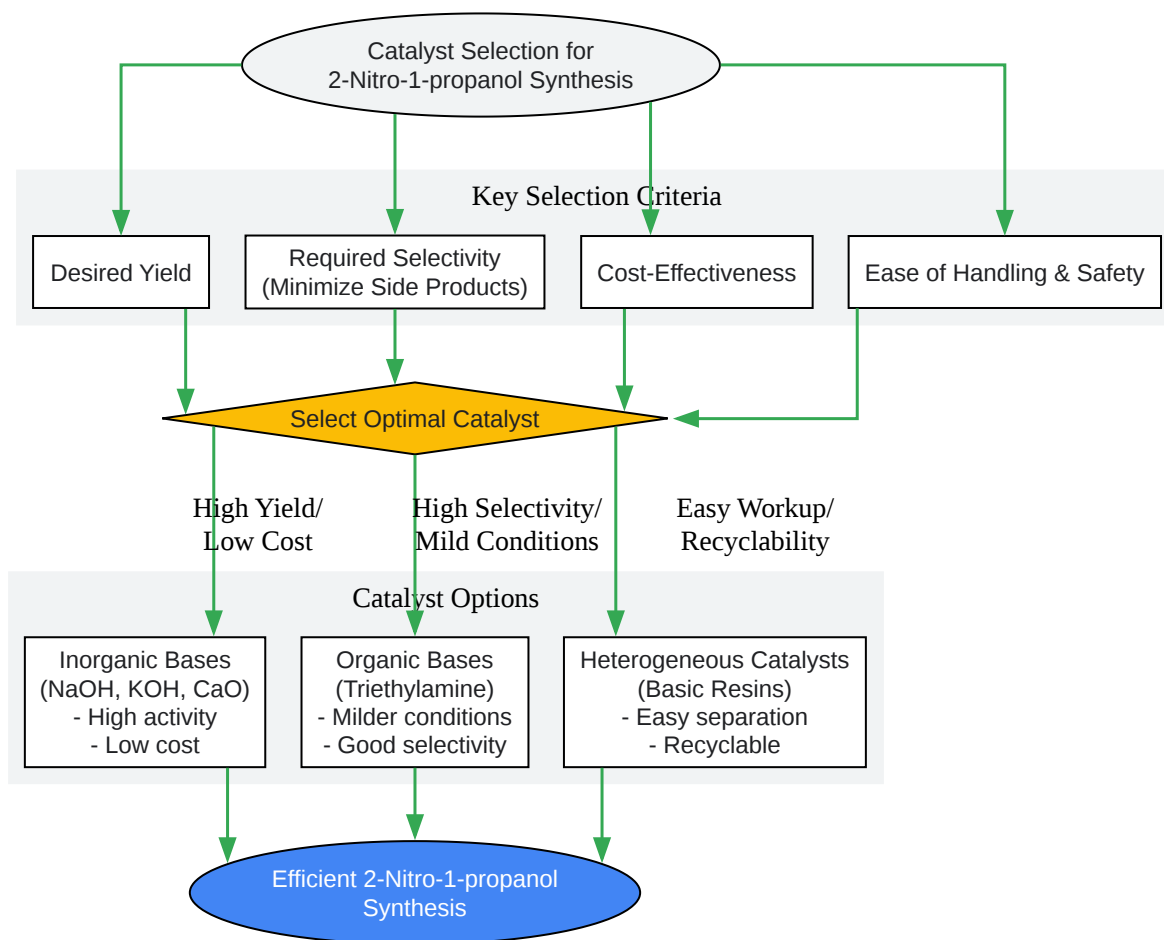 Catalyst Selection for
2-Nitro-1-propanol Synthesis
Key Selection Criteria
Desired Yield
Required Selectivity
(Minimize Side Products)
Cost-Effectiveness
Ease of Handling & Safety
Select Optimal Catalyst
High Yield/
Low Cost
High Selectivity/
Mild Conditions
Easy Workup/
Recyclability
Catalyst Options
Inorganic Bases
(NaOH, KOH, CaO)
- High activity
- Low cost
Organic Bases
(Triethylamine)
- Milder conditions
- Good selectivity
Heterogeneous Catalysts
(Basic Resins)
- Easy separation
- Recyclable
Efficient 2-Nitro-1-propanol
Synthesis